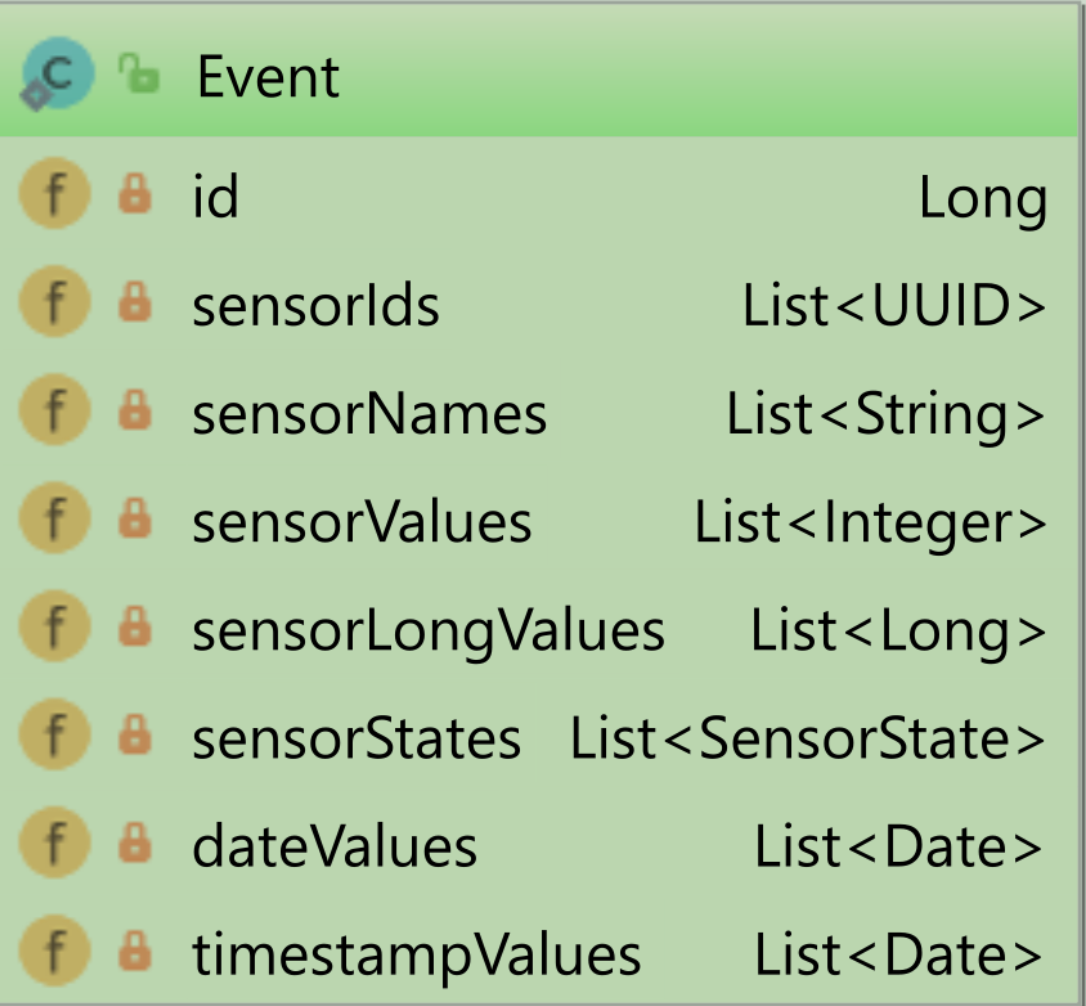 C Event
f id Long
f sensorIds List<UUID>
f sensorNames List<String>
f sensorValues List<Integer>
f sensorLongValues List<Long>
f sensorStates List<SensorState>
f dateValues List<Date>
f timestampValues List<Date>